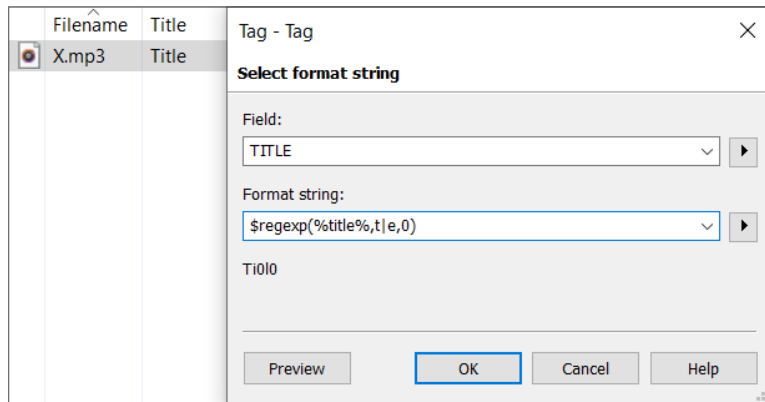 Filename Title
X.mp3 Title
Tag - Tag
Select format string
Field:
TITLE
Format string:
$regexp(%title%,t|e,0)
Ti0l0
Preview OK Cancel Help